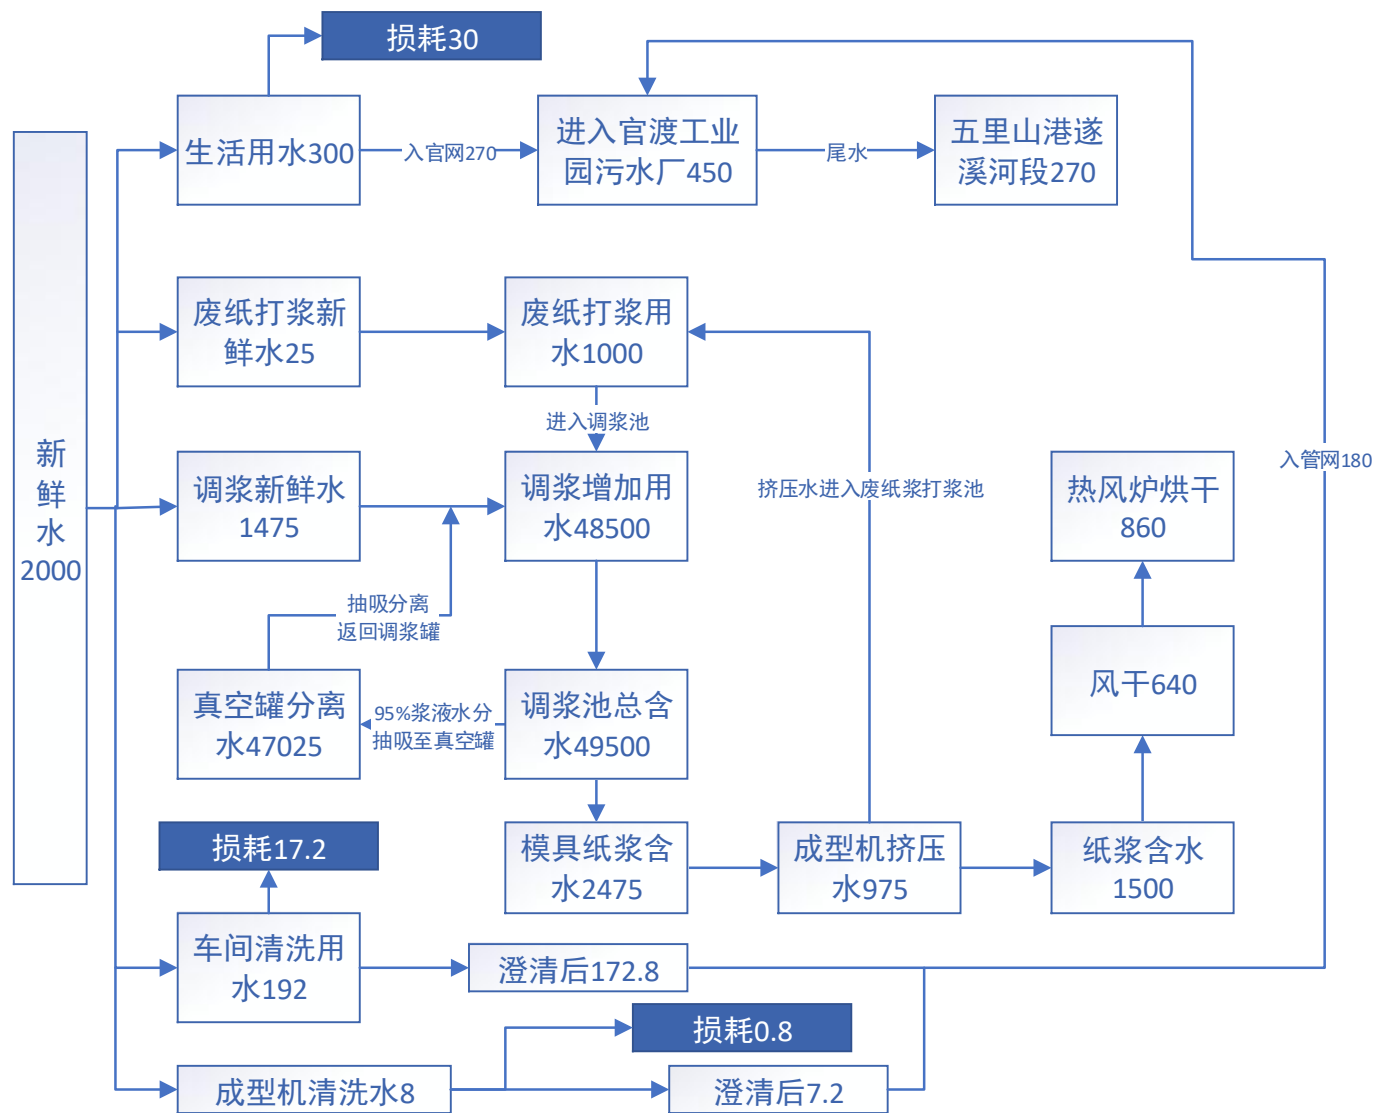 损耗30
生活用水300
入官网270
进入官渡工业
园污水厂450
尾水
五里山港遂
溪河段270
新
鲜
水
2000
废纸打浆新
鲜水25
废纸打浆用
水1000
进入调浆池
调浆新鲜水
1475
调浆增加用
水48500
挤压水进入废纸浆打浆池
热风炉烘干
860
入管网180
抽吸分离
返回调浆罐
真空罐分离
水47025
95%浆液水分
抽吸至真空罐
调浆池总含
水49500
风干640
损耗17.2
模具纸浆含
水2475
成型机挤压
水975
纸浆含水
1500
车间清洗用
水192
澄清后172.8
损耗0.8
成型机清洗水8
澄清后7.2